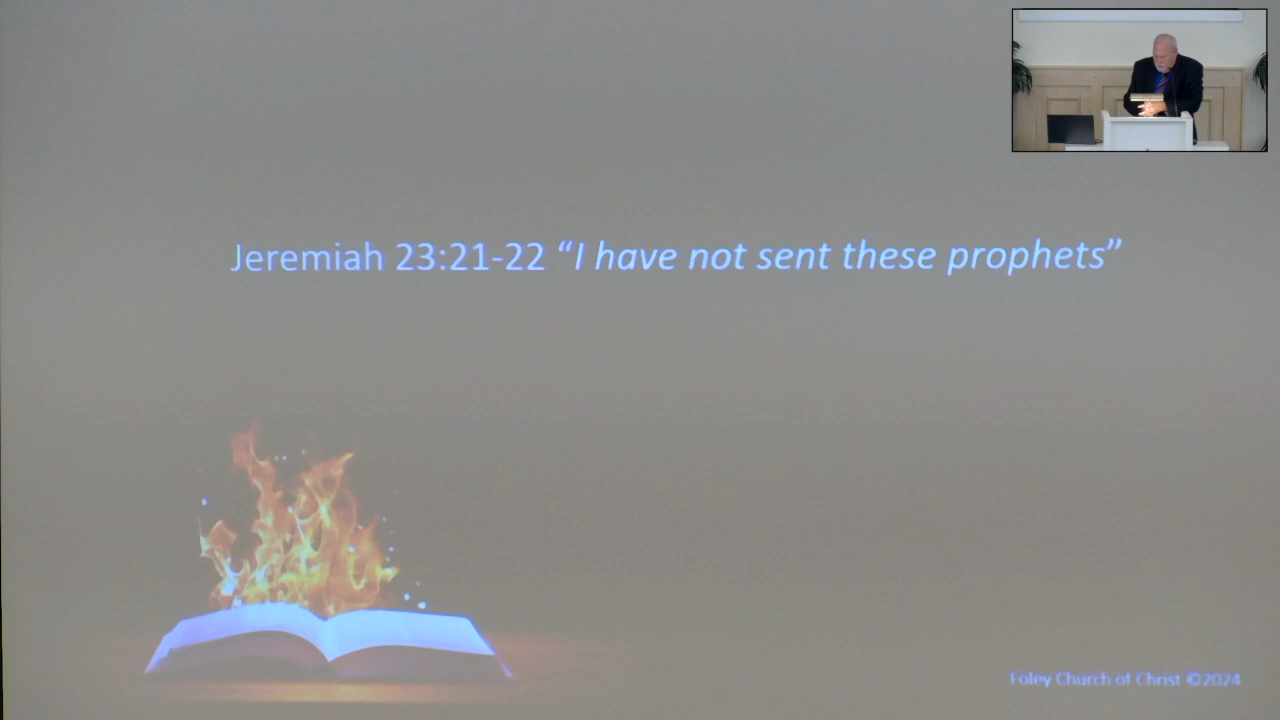 Jeremiah 23:21-22 “I have not sent these prophets”
Foley Church of Christ ©2024